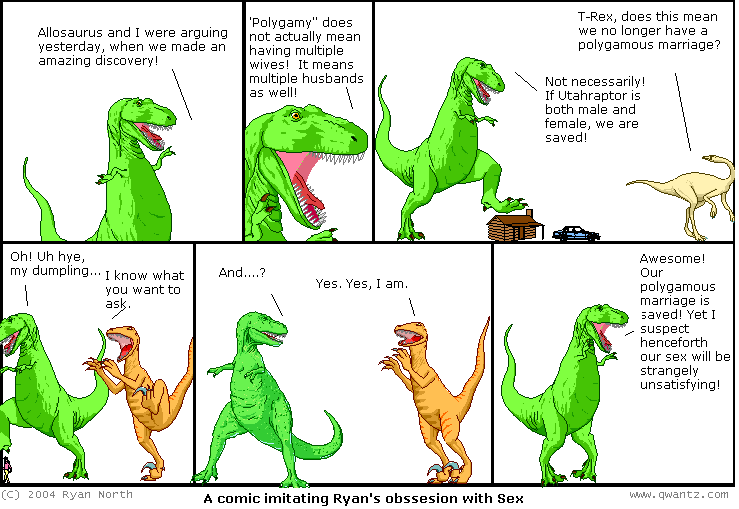 Allosaurus and I were arguing
yesterday, when we made an
amazing discovery!
'Polygamy" does
not actually mean
having multiple
wives!  It means
multiple husbands
as well!
T-Rex, does this mean
we no longer have a
polygamous marriage?
Not necessarily!
If Utahraptor is
both male and
female, we are
saved!
Oh! Uh hye,
my dumpling...
I know what
you want to
ask.
And....?
Yes. Yes, I am.
Awesome!
Our
polygamous
marriage is
saved! Yet I
suspect
henceforth
our sex will be
strangely
unsatisfying!
(C) 2004 Ryan North
A comic imitating Ryan's obssesion with Sex
www.qwantz.com